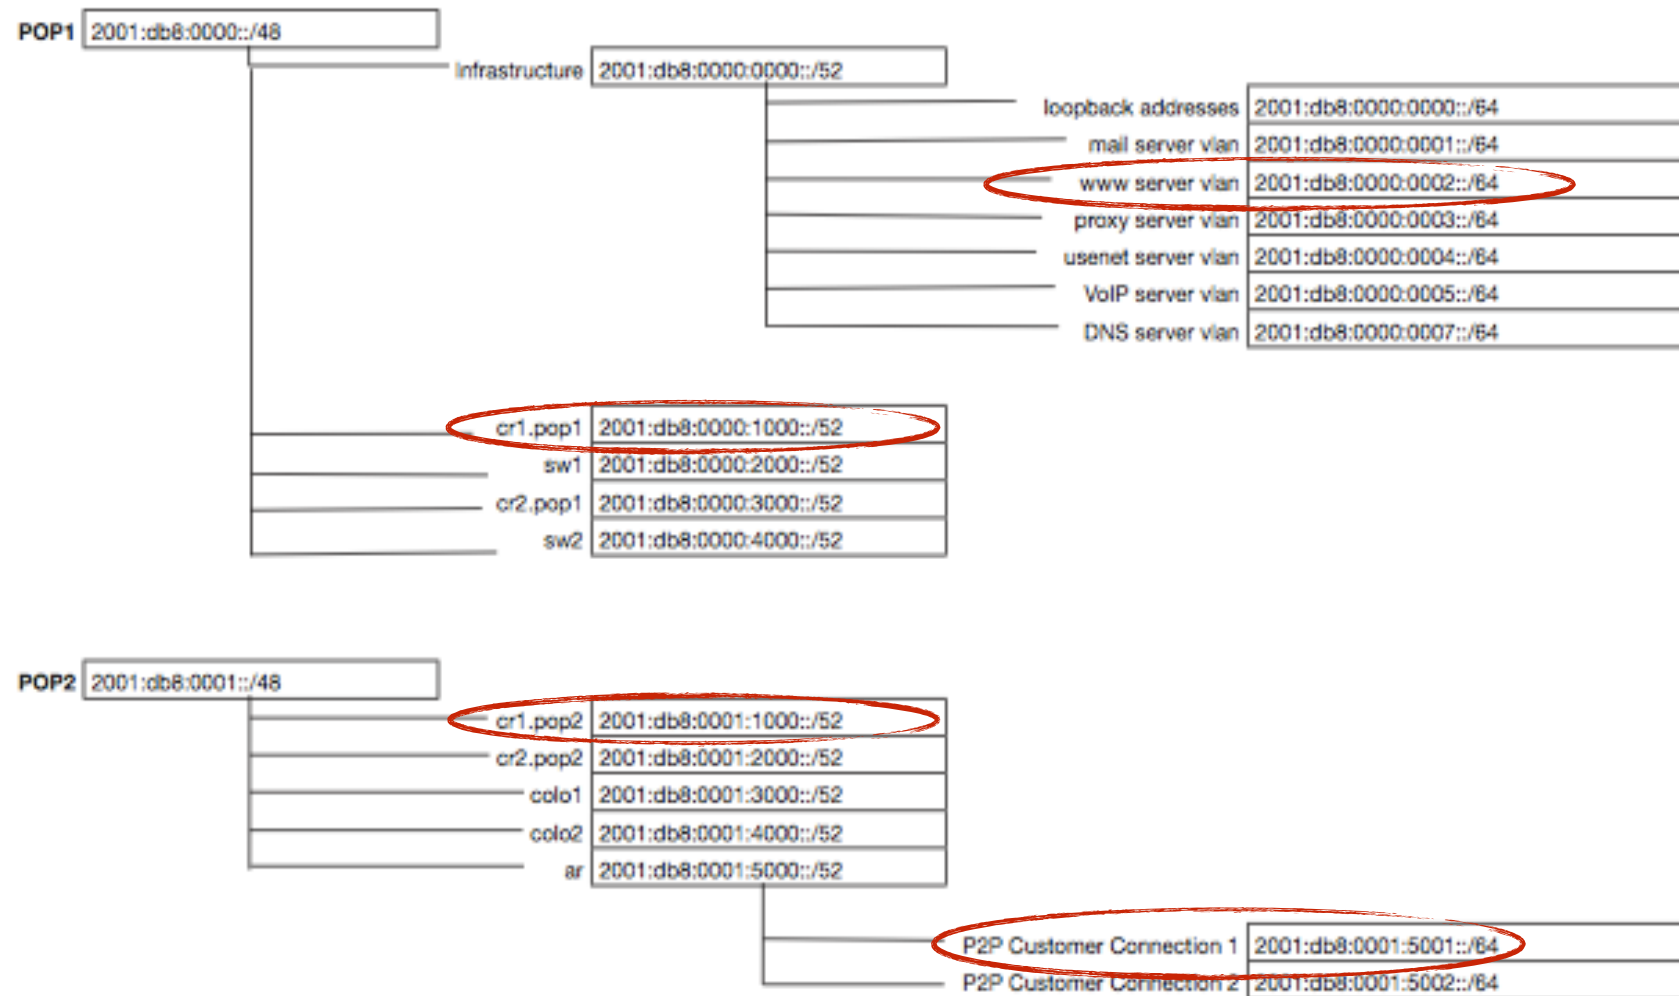 POP1 2001:db8:0000::/48
Infrastructure 2001:db8:0000:0000::/52
loopback addresses 2001:db8:0000:0000::/64
mail server vlan 2001:db8:0000:0001::/64
www server vlan 2001:db8:0000:0002::/64
proxy server vlan 2001:db8:0000:0003::/64
usenet server vlan 2001:db8:0000:0004::/64
VoIP server vlan 2001:db8:0000:0005::/64
DNS server vlan 2001:db8:0000:0007::/64
cr1.pop1 2001:db8:0000:1000::/52
sw1 2001:db8:0000:2000::/52
cr2.pop1 2001:db8:0000:3000::/52
sw2 2001:db8:0000:4000::/52
POP2 2001:db8:0001::/48
cr1.pop2 2001:db8:0001:1000::/52
cr2.pop2 2001:db8:0001:2000::/52
colo1 2001:db8:0001:3000::/52
colo2 2001:db8:0001:4000::/52
ar 2001:db8:0001:5000::/52
P2P Customer Connection 1 2001:db8:0001:5001::/64
P2P Customer Connection 2 2001:db8:0001:5002::/64